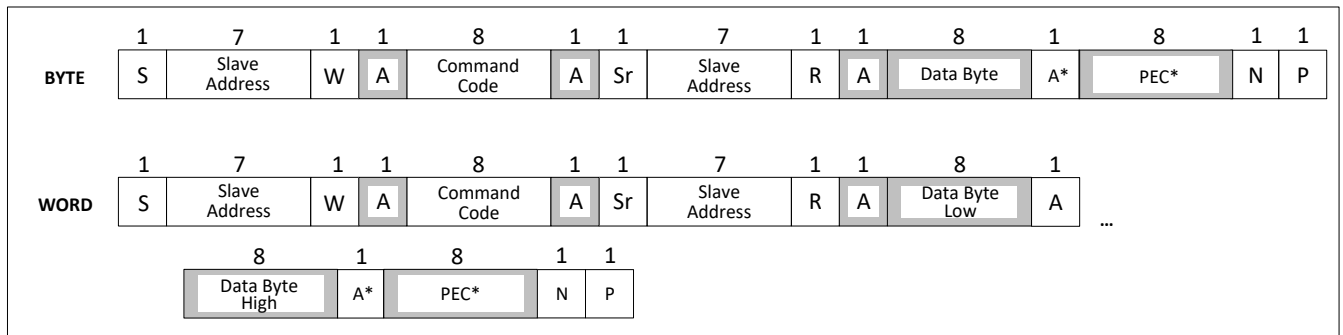 1 7 1 1 8 1 1 7 1 1 8 1 8 1 1
BYTE S Slave Address W A Command Code A Sr Slave Address R A Data Byte A* PEC* N P
1 7 1 1 8 1 1 7 1 1 8 1
WORD S Slave Address W A Command Code A Sr Slave Address R A Data Byte Low A ...
8 1 8 1 1
Data Byte High A* PEC* N P